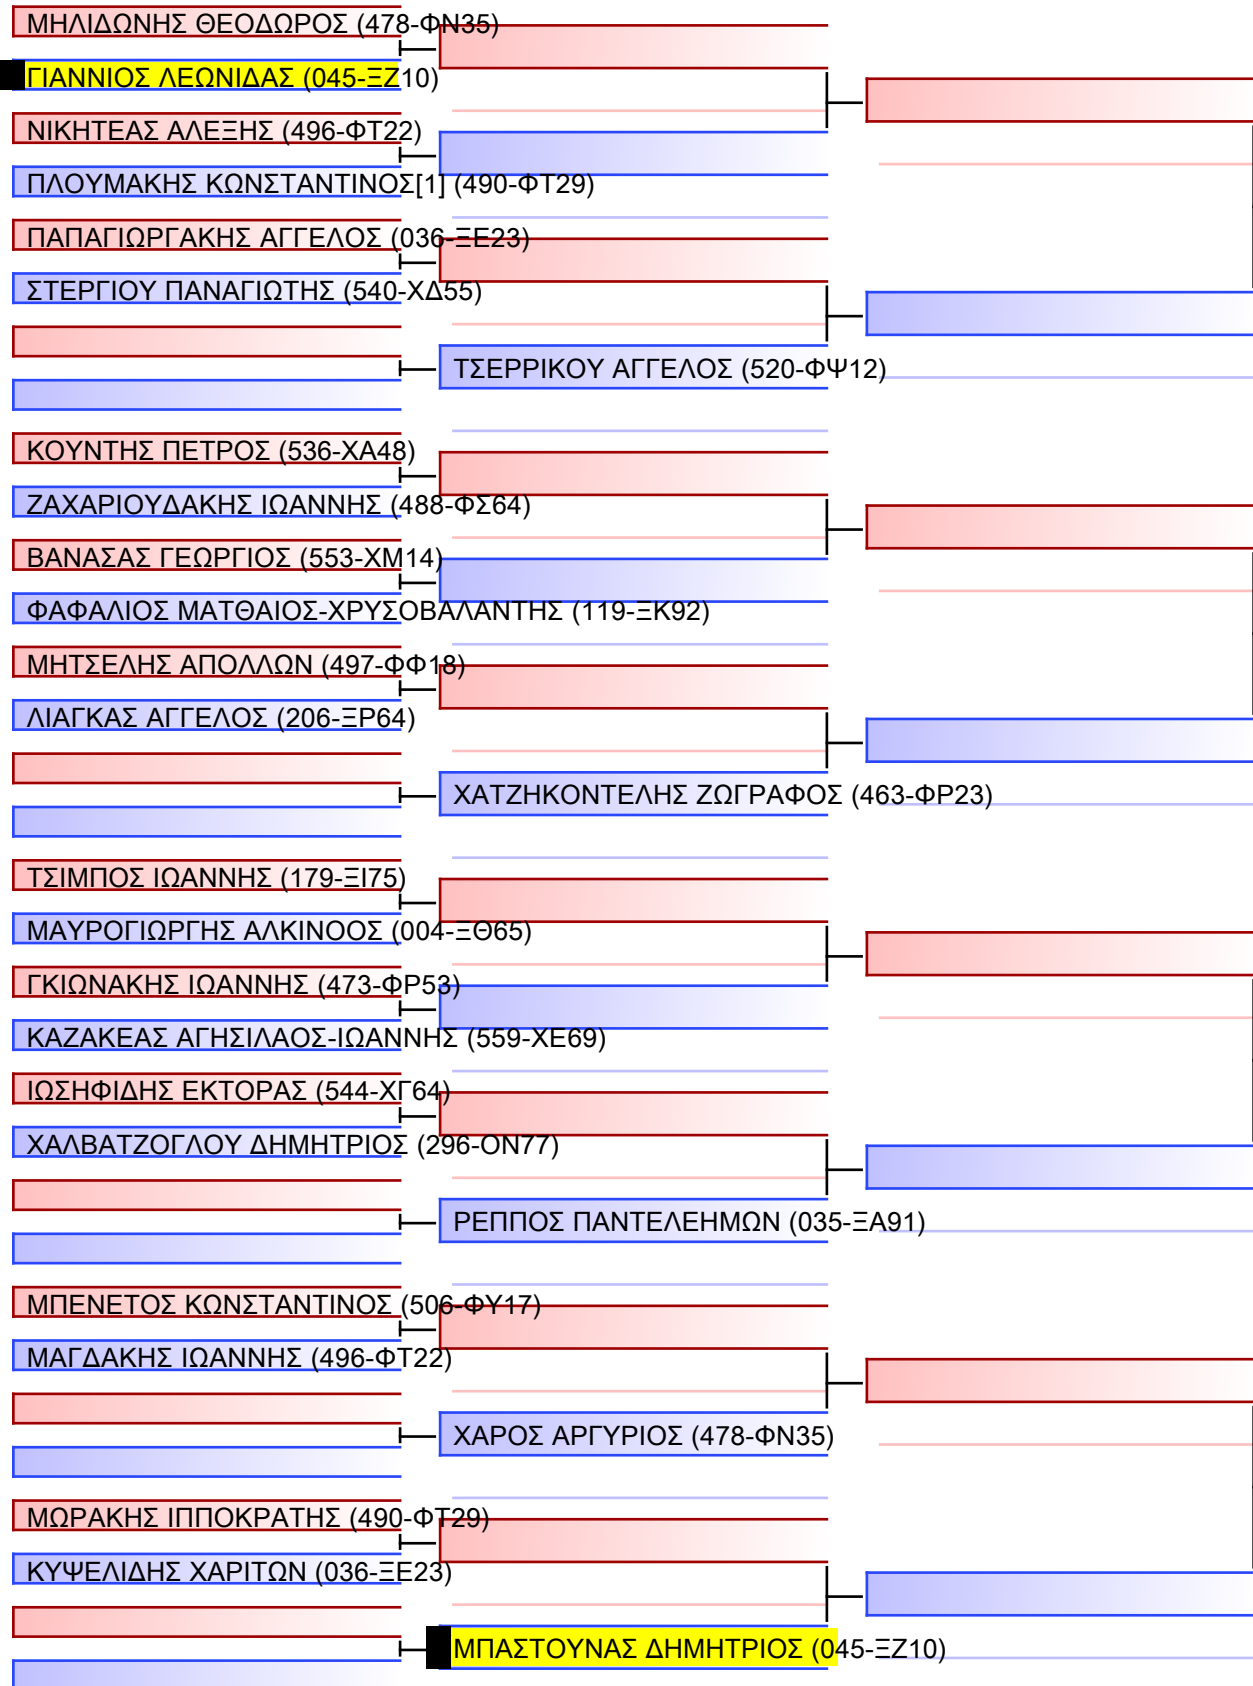 ΜΗΛΙΔΩΝΗΣ ΘΕΟΔΩΡΟΣ (478-ΦΝ35)
ΓΙΑΝΝΙΟΣ ΛΕΩΝΙΔΑΣ (045-ΞΖ10)
ΝΙΚΗΤΕΑΣ ΑΛΕΞΗΣ (496-ΦΤ22)
ΠΛΟΥΜΑΚΗΣ ΚΩΝΣΤΑΝΤΙΝΟΣ[1] (490-ΦΤ29)
ΠΑΠΑΓΙΩΡΓΑΚΗΣ ΑΓΓΕΛΟΣ (036-ΞΕ23)
ΣΤΕΡΓΙΟΥ ΠΑΝΑΓΙΩΤΗΣ (540-ΧΔ55)
ΤΣΕΡΡΙΚΟΥ ΑΓΓΕΛΟΣ (520-ΦΨ12)
ΚΟΥΝΤΗΣ ΠΕΤΡΟΣ (536-ΧΑ48)
ΖΑΧΑΡΙΟΥΔΑΚΗΣ ΙΩΑΝΝΗΣ (488-ΦΣ64)
ΒΑΝΑΣΑΣ ΓΕΩΡΓΙΟΣ (553-ΧΜ14)
ΦΑΦΑΛΙΟΣ ΜΑΤΘΑΙΟΣ-ΧΡΥΣΟΒΑΛΑΝΤΗΣ (119-ΞΚ92)
ΜΗΤΣΕΛΗΣ ΑΠΟΛΛΩΝ (497-ΦΦ18)
ΛΙΑΓΚΑΣ ΑΓΓΕΛΟΣ (206-ΞΡ64)
ΧΑΤΖΗΚΟΝΤΕΛΗΣ ΖΩΓΡΑΦΟΣ (463-ΦΡ23)
ΤΣΙΜΠΟΣ ΙΩΑΝΝΗΣ (179-ΞΙ75)
ΜΑΥΡΟΓΙΩΡΓΗΣ ΑΛΚΙΝΟΟΣ (004-ΞΘ65)
ΓΚΙΩΝΑΚΗΣ ΙΩΑΝΝΗΣ (473-ΦΡ53)
ΚΑΖΑΚΕΑΣ ΑΓΗΣΙΛΑΟΣ-ΙΩΑΝΝΗΣ (559-ΧΕ69)
ΙΩΣΗΦΙΔΗΣ ΕΚΤΟΡΑΣ (544-ΧΓ64)
ΧΑΛΒΑΤΖΟΓΛΟΥ ΔΗΜΗΤΡΙΟΣ (296-ΟΝ77)
ΡΕΠΠΟΣ ΠΑΝΤΕΛΕΗΜΩΝ (035-ΞΑ91)
ΜΠΕΝΕΤΟΣ ΚΩΝΣΤΑΝΤΙΝΟΣ (506-ΦΥ17)
ΜΑΓΔΑΚΗΣ ΙΩΑΝΝΗΣ (496-ΦΤ22)
ΧΑΡΟΣ ΑΡΓΥΡΙΟΣ (478-ΦΝ35)
ΜΩΡΑΚΗΣ ΙΠΠΟΚΡΑΤΗΣ (490-ΦΤ29)
ΚΥΨΕΛΙΔΗΣ ΧΑΡΙΤΩΝ (036-ΞΕ23)
ΜΠΑΣΤΟΥΝΑΣ ΔΗΜΗΤΡΙΟΣ (045-ΞΖ10)